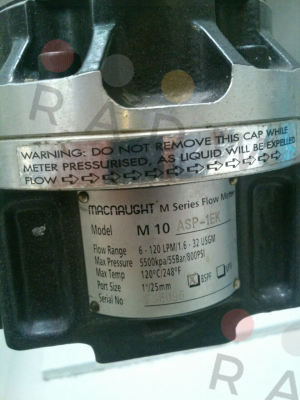 WARNING: DO NOT REMOVE THIS CAP WHILE
METER PRESSURISED, AS LIQUID WILL BE EXPELLED
FLOW ⇨⇨⇨⇨⇨⇨⇨⇨⇨⇨⇨⇨⇨
MACNAUGHT M Series Flow Meter
Model M 10 ASP-1EK
Flow Range 6 - 120 LPM/1.6 - 32 USGM
Max Pressure 5500kpa/55Bar/800PSI
Max Temp 120°C/248°F
Port Size 1"/25mm
BSPF
Serial No